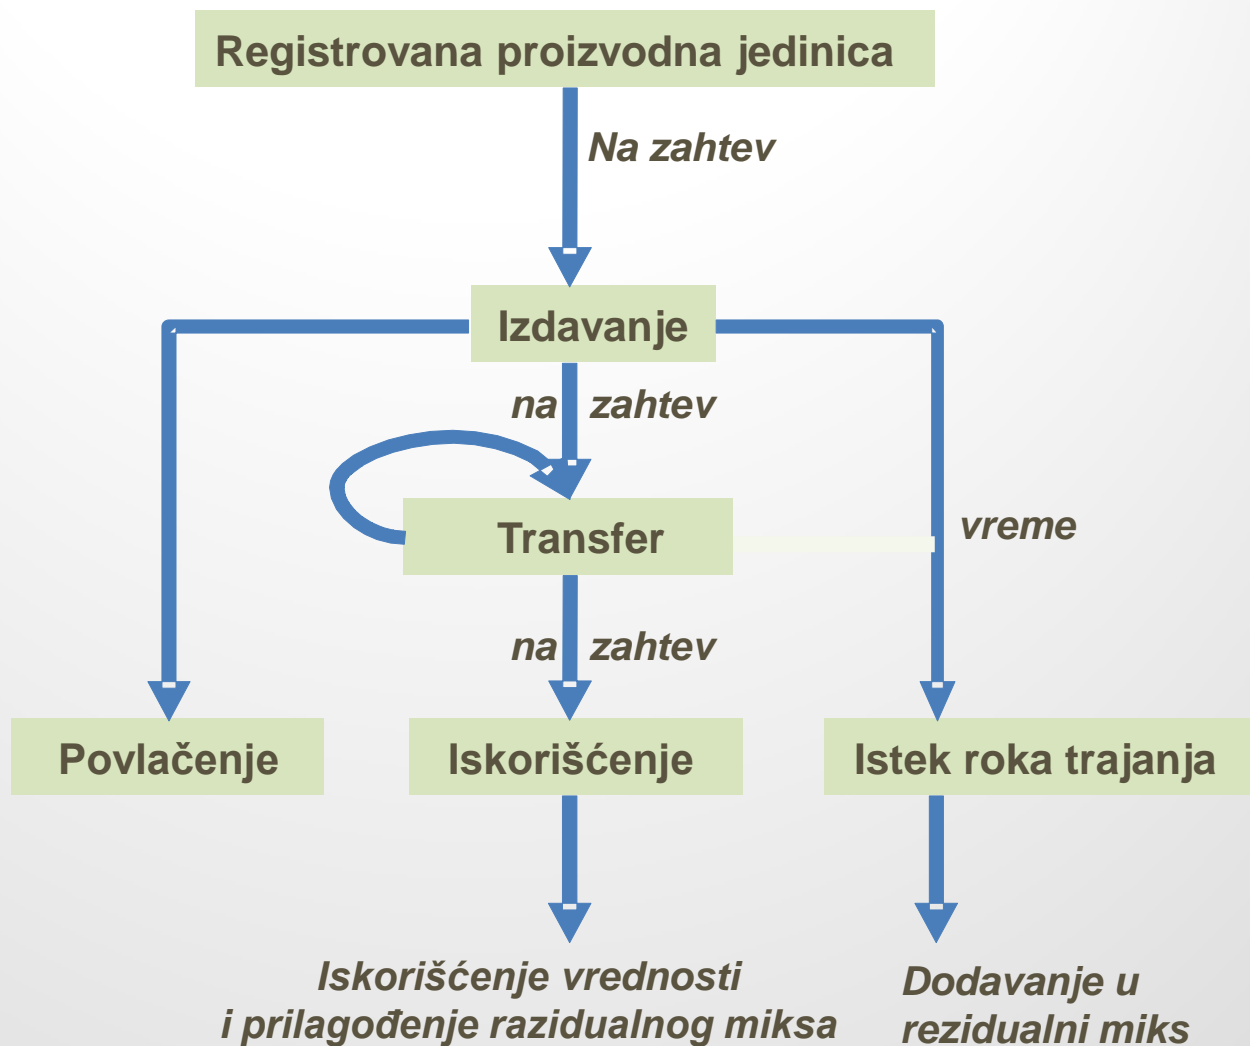 Registrovana proizvodna jedinica
Na zahtev
Izdavanje
na zahtev
Transfer
vreme
na zahtev
Povlačenje
Iskorišćenje
Istek roka trajanja
Iskorišćenje vrednosti
i prilagođenje razidualnog miksa
Dodavanje u
rezidualni miks